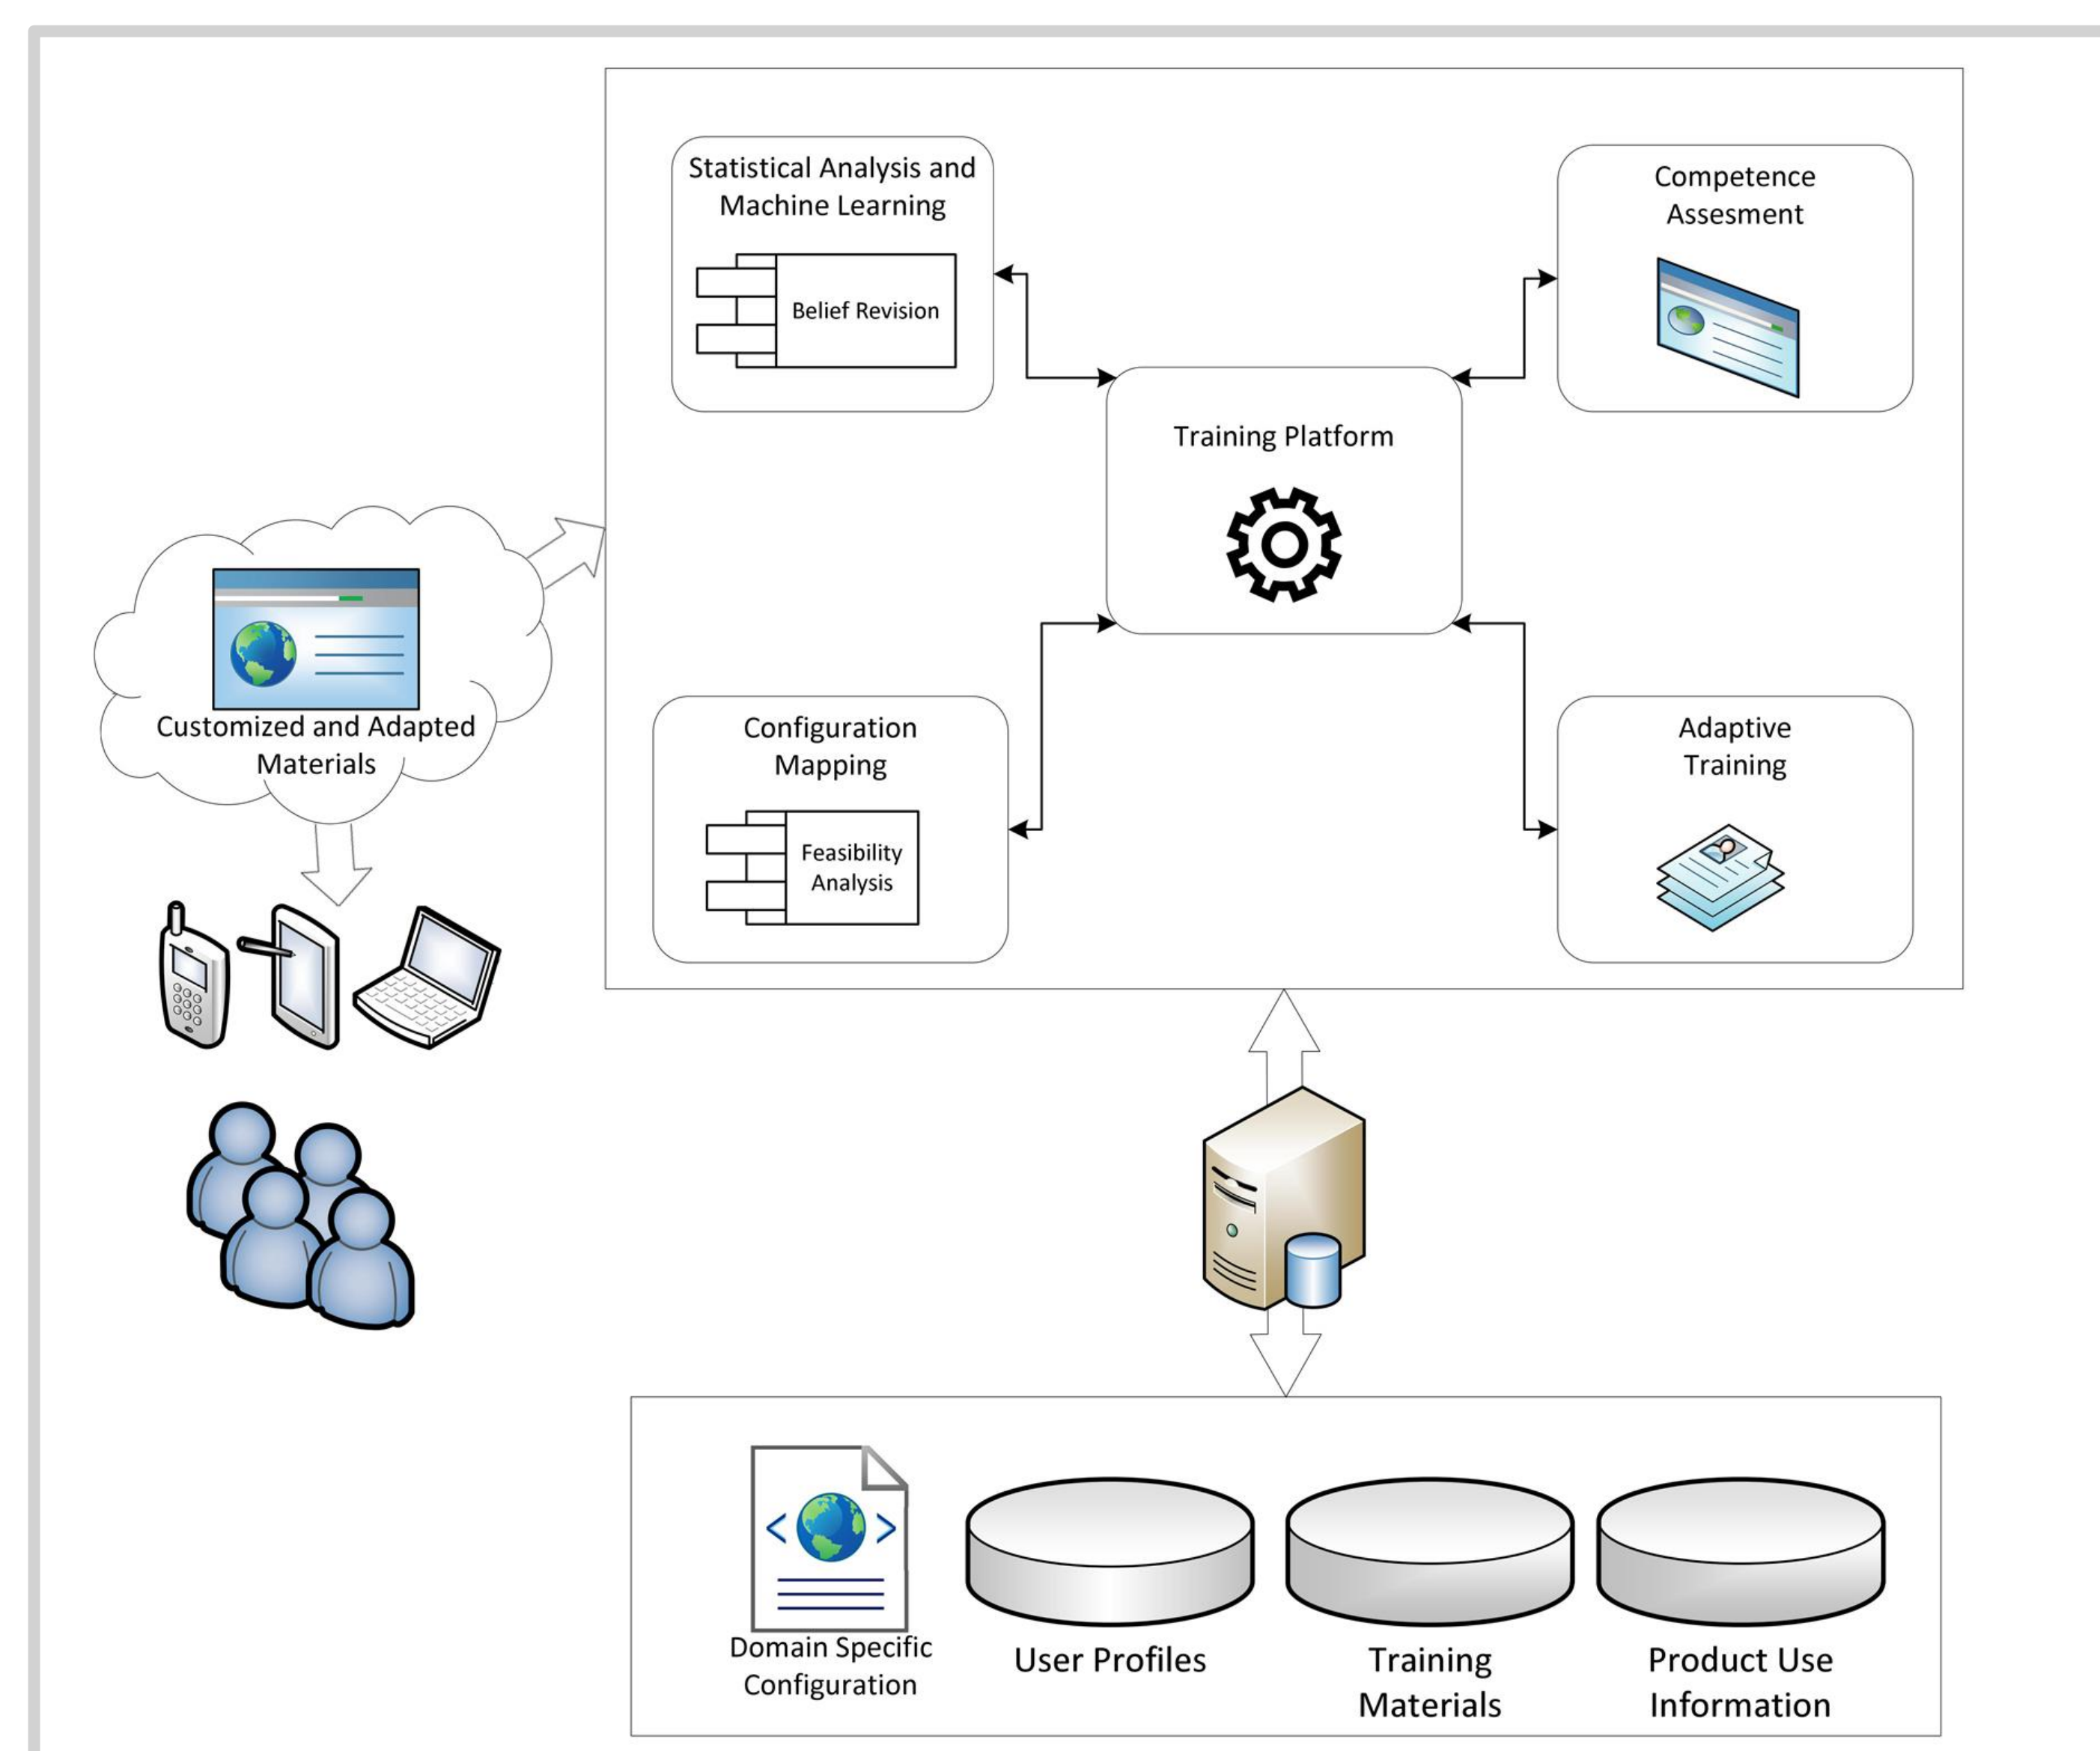 Statistical Analysis and
Machine Learning
Belief Revision
Competence
Assesment
Training Platform
Customized and Adapted
Materials
Configuration
Mapping
Feasibility
Analysis
Adaptive
Training
Domain Specific
Configuration
User Profiles
Training
Materials
Product Use
Information